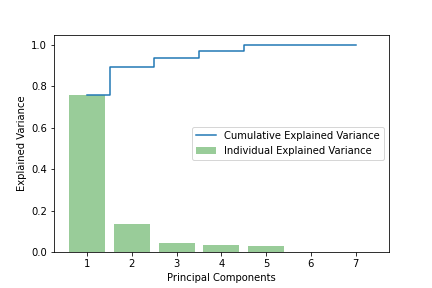 1.0
0.8
0.6
0.4
0.2
0.0
Explained Variance
Cumulative Explained Variance
Individual Explained Variance
1 2 3 4 5 6 7
Principal Components